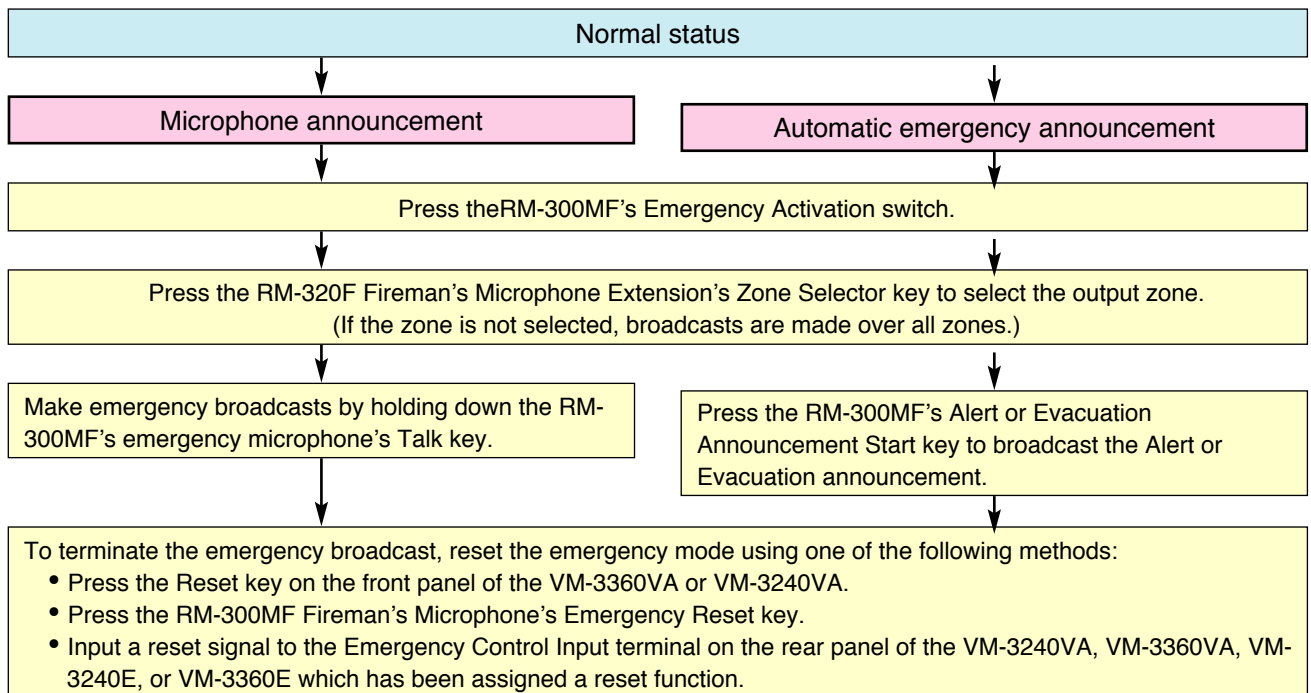 Normal status
Microphone announcement
Automatic emergency announcement
Press theRM-300MF’s Emergency Activation switch.
Press the RM-320F Fireman’s Microphone Extension’s Zone Selector key to select the output zone.
(If the zone is not selected, broadcasts are made over all zones.)
Make emergency broadcasts by holding down the RM-
300MF’s emergency microphone’s Talk key.
Press the RM-300MF’s Alert or Evacuation
Announcement Start key to broadcast the Alert or
Evacuation announcement.
To terminate the emergency broadcast, reset the emergency mode using one of the following methods:
• Press the Reset key on the front panel of the VM-3360VA or VM-3240VA.
• Press the RM-300MF Fireman’s Microphone’s Emergency Reset key.
• Input a reset signal to the Emergency Control Input terminal on the rear panel of the VM-3240VA, VM-3360VA, VM-
3240E, or VM-3360E which has been assigned a reset function.